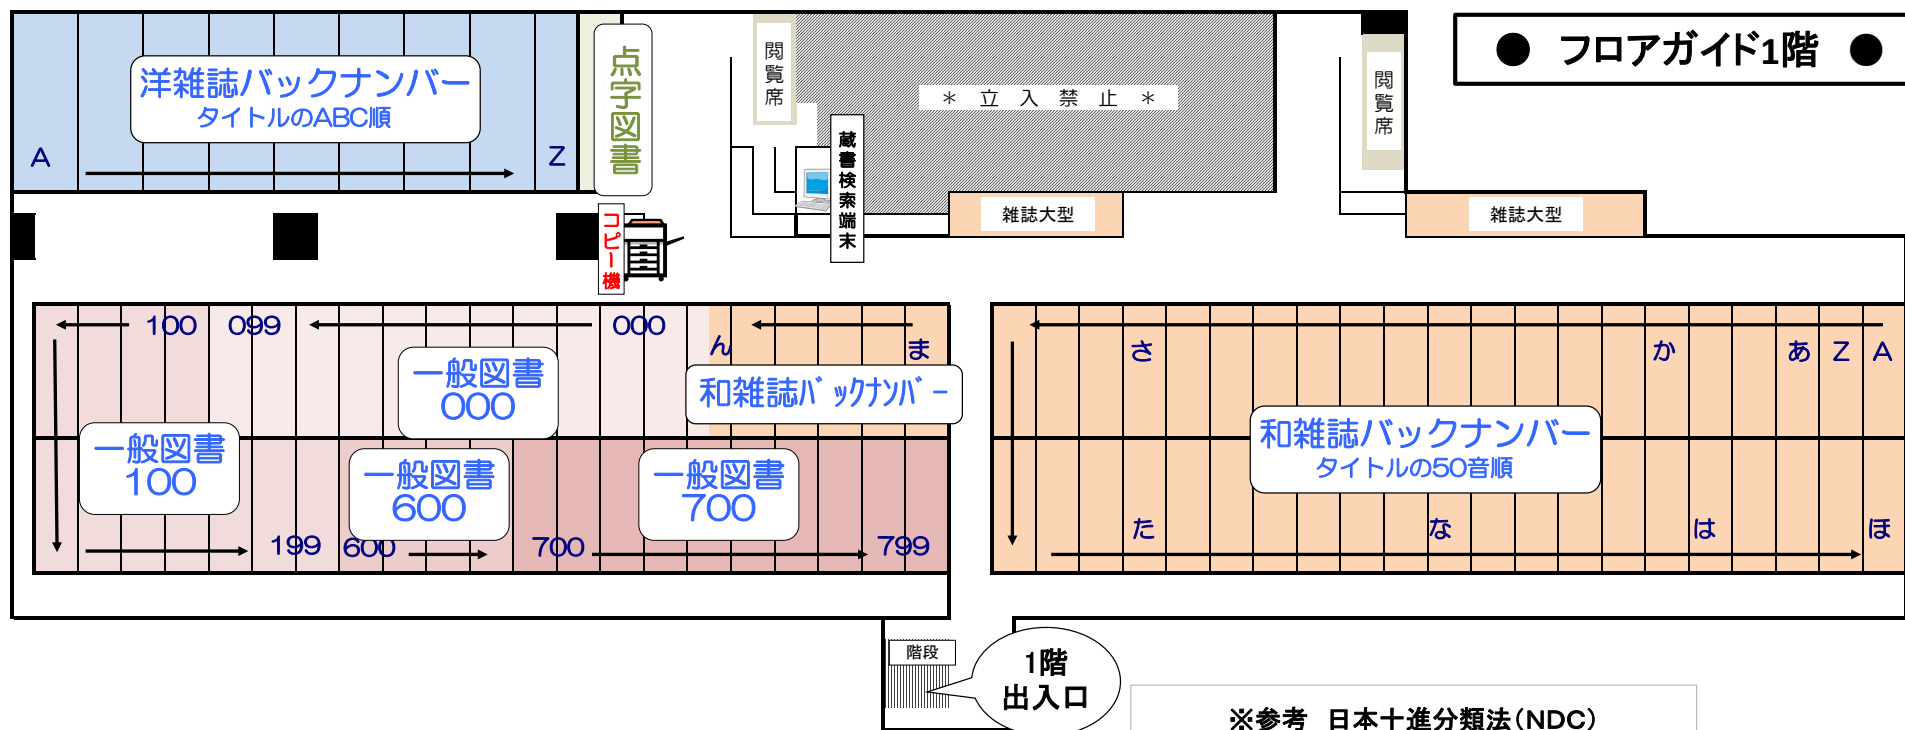 ● フロアガイド1階 ●
洋雑誌バックナンバー
タイトルのABC順
A
Z
点字図書
閲覧席
＊ 立 入 禁 止 ＊
閲覧席
蔵書検索端末
雑誌大型
雑誌大型
コピー機
100
099
000
ん
ま
一般図書
000
和雑誌ﾊﾞｯｸﾅﾝﾊﾞｰ
一般図書
100
一般図書
600
一般図書
700
199
600
700
799
さ
か
あ
Z
A
和雑誌バックナンバー
タイトルの50音順
た
な
は
ほ
階段
1階
出入口
※参考 日本十進分類法(NDC)